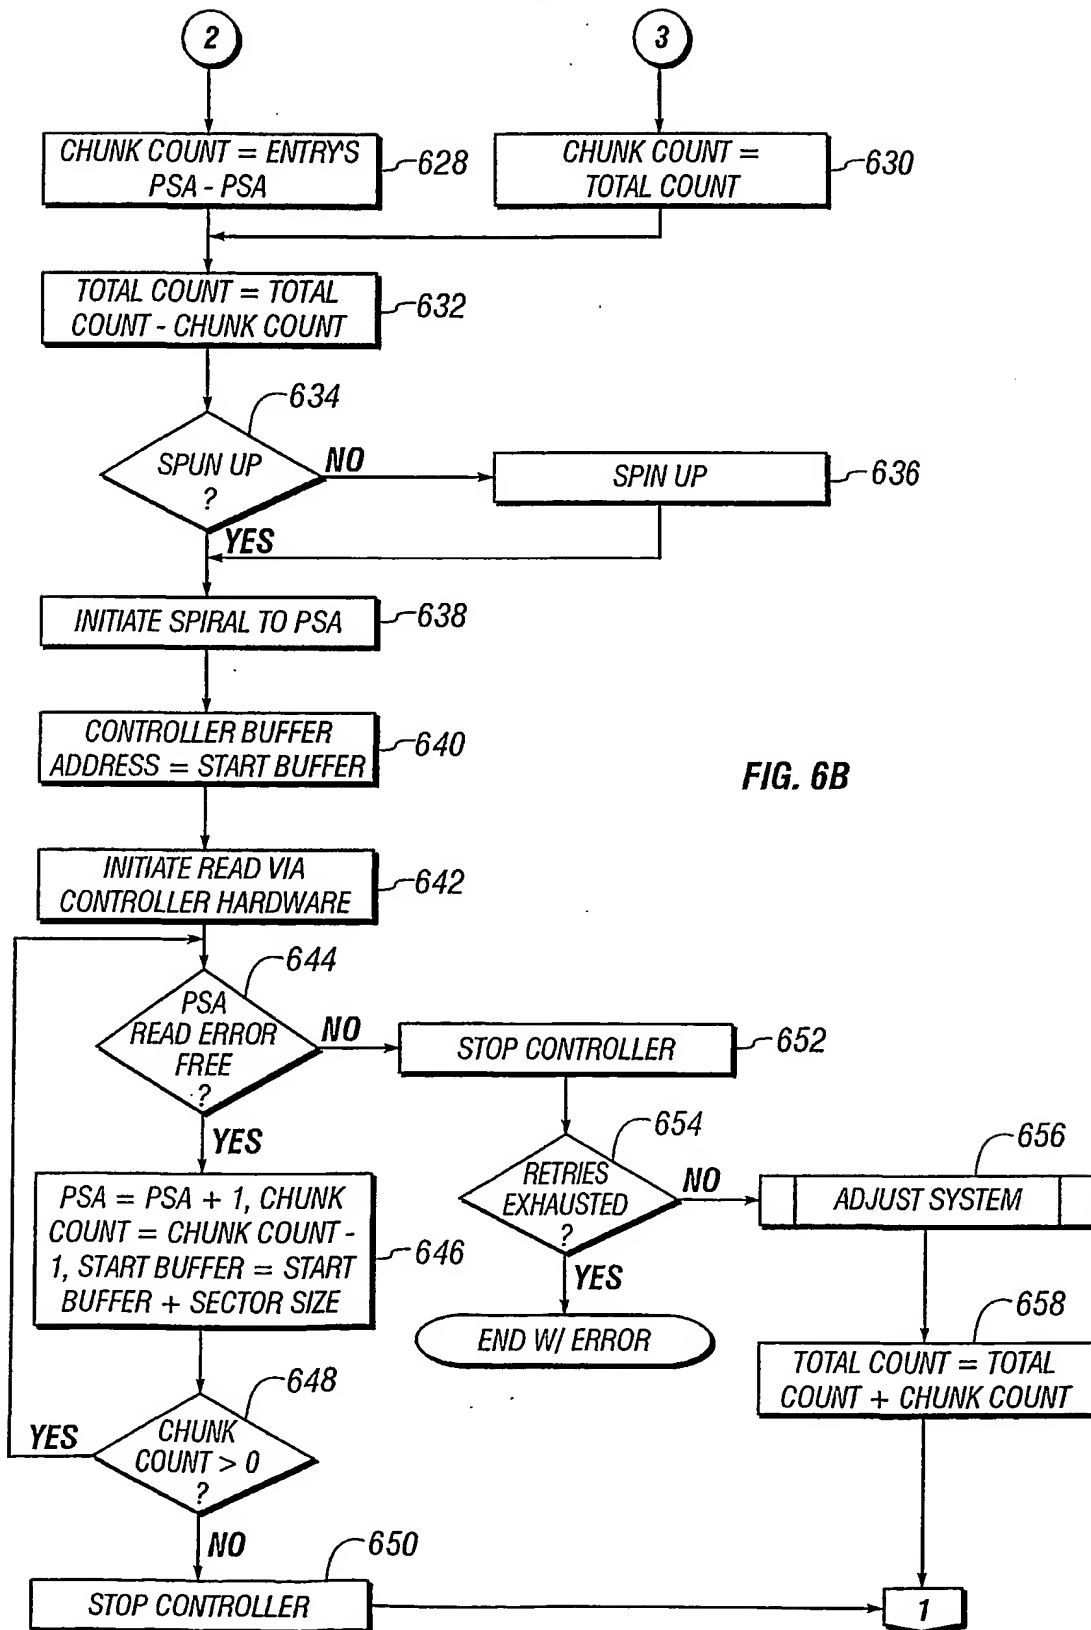 2
3
CHUNK COUNT = ENTRY'S
PSA - PSA
628
CHUNK COUNT =
TOTAL COUNT
630
TOTAL COUNT = TOTAL
COUNT - CHUNK COUNT
632
634
SPUN UP
?
NO
SPIN UP
636
YES
INITIATE SPIRAL TO PSA
638
CONTROLLER BUFFER
ADDRESS = START BUFFER
640
FIG. 6B
INITIATE READ VIA
CONTROLLER HARDWARE
642
644
PSA
READ ERROR
FREE
?
NO
STOP CONTROLLER
652
YES
654
RETRIES
EXHAUSTED
?
NO
656
ADJUST SYSTEM
YES
END W/ ERROR
PSA = PSA + 1, CHUNK
COUNT = CHUNK COUNT -
1, START BUFFER = START
BUFFER + SECTOR SIZE
646
658
TOTAL COUNT = TOTAL
COUNT + CHUNK COUNT
648
CHUNK
COUNT > 0
?
YES
NO
650
STOP CONTROLLER
1